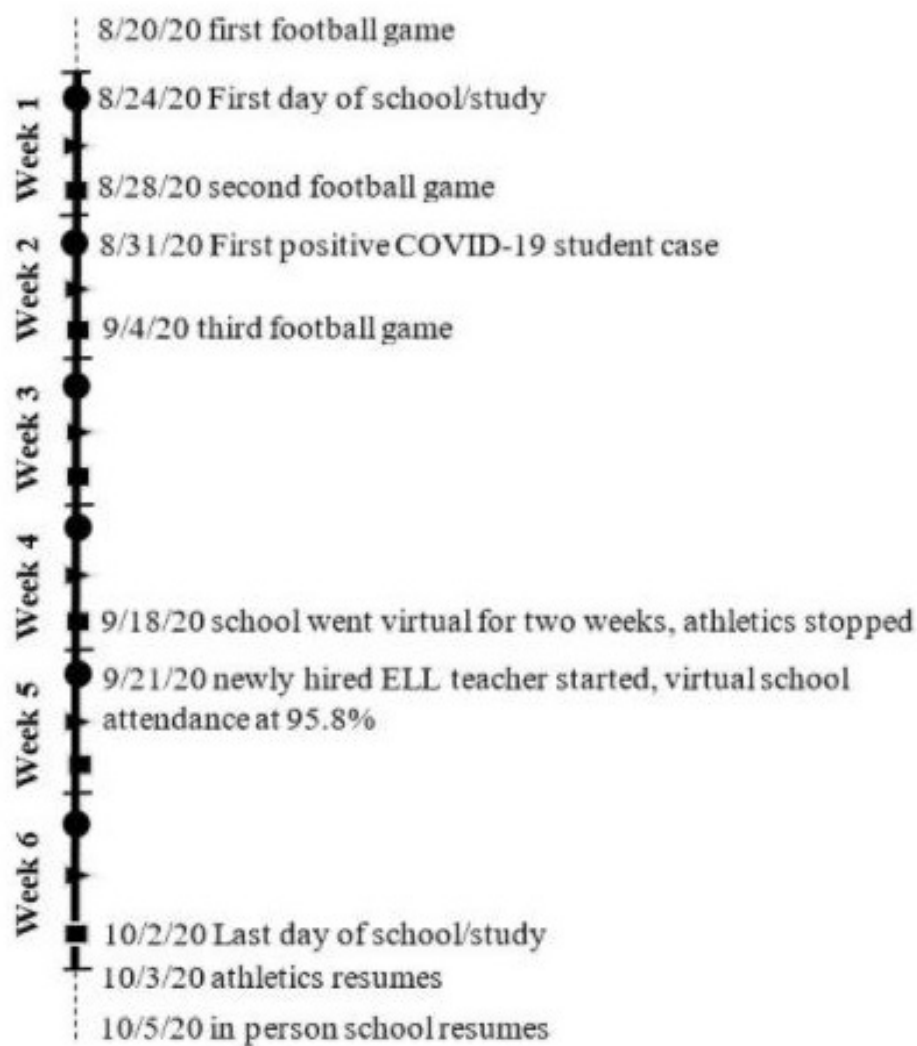 8/20/20 first football game
Week 1
8/24/20 First day of school/study
8/28/20 second football game
Week 2
8/31/20 First positive COVID-19 student case
9/4/20 third football game
Week 3
Week 4
9/18/20 school went virtual for two weeks, athletics stopped
Week 5
9/21/20 newly hired ELL teacher started, virtual school
attendance at 95.8%
Week 6
10/2/20 Last day of school/study
10/3/20 athletics resumes
10/5/20 in person school resumes